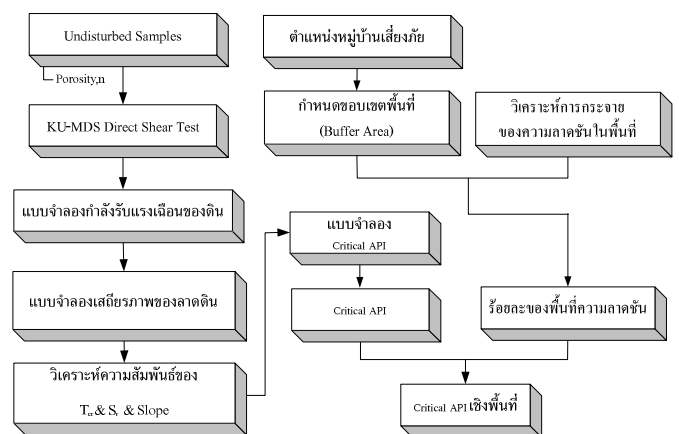 Undisturbed Samples
Porosity,n
KU-MDS Direct Shear Test
แบบจำลองกำลังรับแรงเฉือนของดิน
แบบจำลองเสถียรภาพของลาดดิน
วิเคราะห์ความสัมพันธ์ของ
Tcr & Sr & Slope
ตำแหน่งหมู่บ้านเสี่ยงภัย
กำหนดขอบเขตพื้นที่
(Buffer Area)
วิเคราะห์การกระจาย
ของความลาดชันในพื้นที่
แบบจำลอง
Critical API
Critical API
ร้อยละของพื้นที่ความลาดชัน
Critical API เชิงพื้นที่